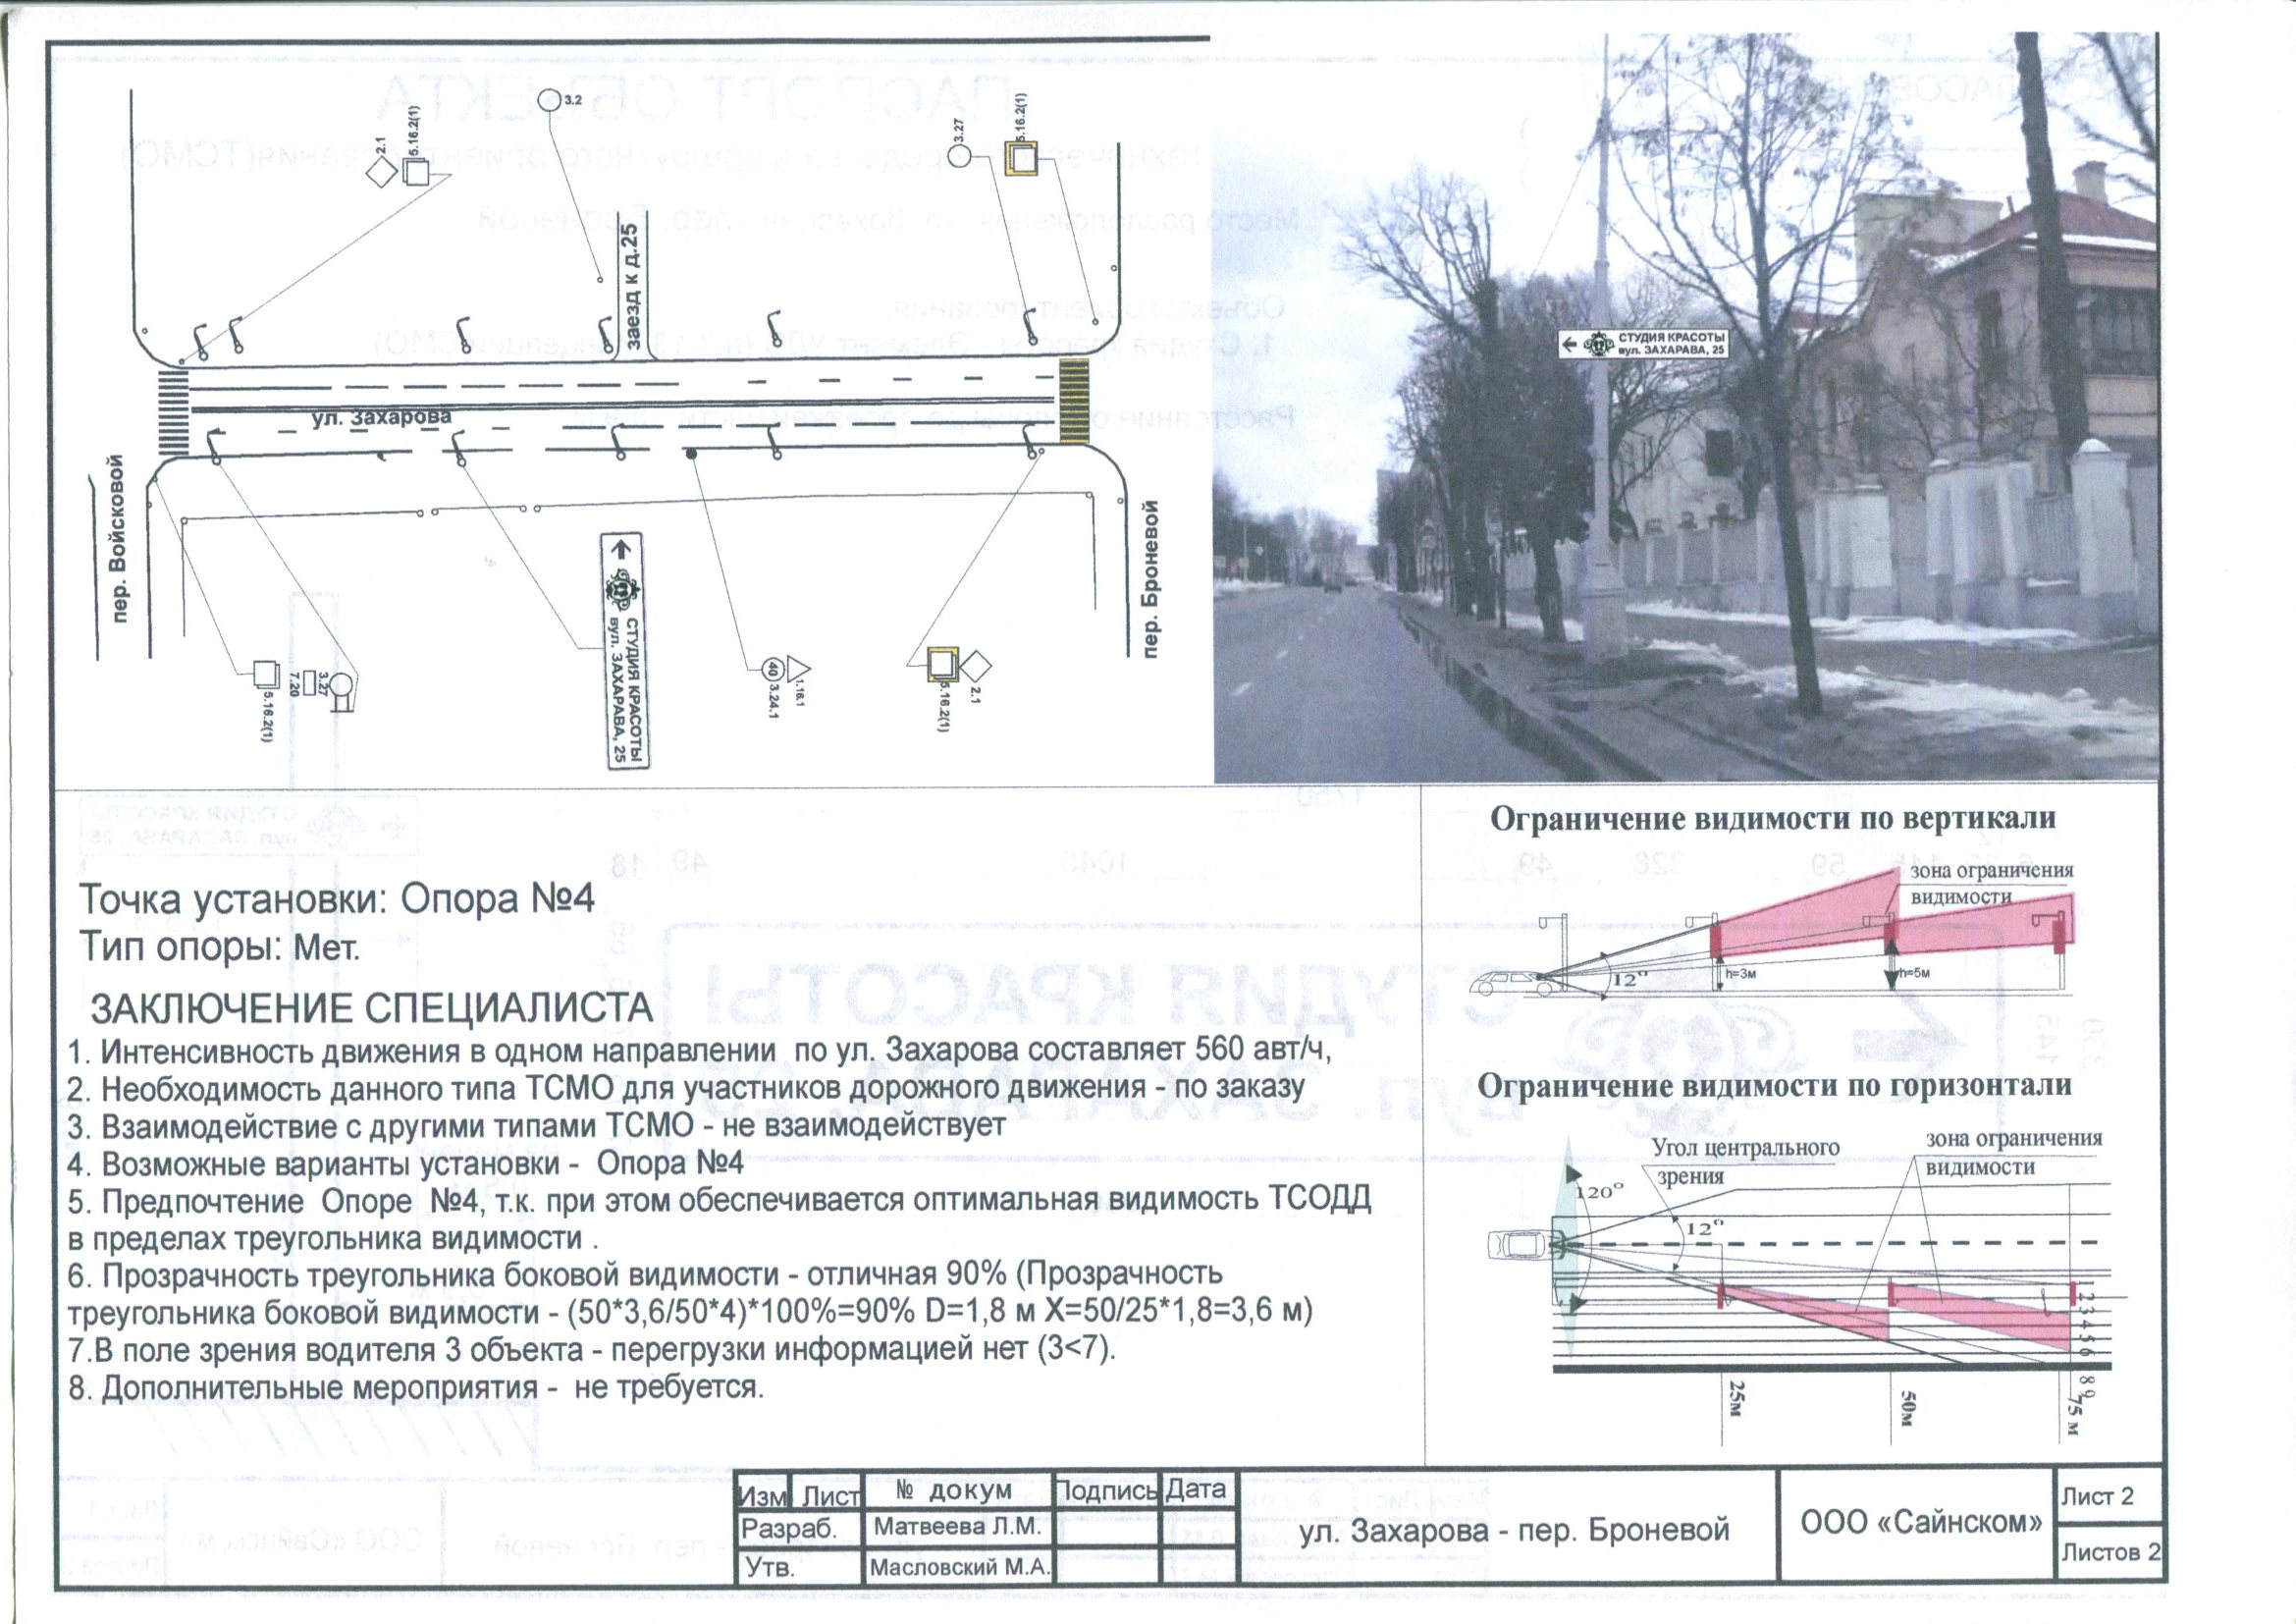 3.2
2.1
5.16.2(1)
3.27
5.16.2(1)
заезд к д.25
ул. Захарова
пер. Войсковой
пер. Броневой
5.16.2(1)
7.20
3.27
СТУДИЯ КРАСОТЫ
вул. ЗАХАРАВА, 25
40
3.24.1
1.16.1
5.16.2(1)
2.1
СТУДИЯ КРАСОТЫ
вул. ЗАХАРАВА, 25
Точка установки: Опора №4
Тип опоры: Мет.
ЗАКЛЮЧЕНИЕ СПЕЦИАЛИСТА
1. Интенсивность движения в одном направлении по ул. Захарова составляет 560 авт/ч,
2. Необходимость данного типа ТСМО для участников дорожного движения - по заказу
3. Взаимодействие с другими типами ТСМО - не взаимодействует
4. Возможные варианты установки - Опора №4
5. Предпочтение Опоре №4, т.к. при этом обеспечивается оптимальная видимость ТСОДД
в пределах треугольника видимости .
6. Прозрачность треугольника боковой видимости - отличная 90% (Прозрачность
треугольника боковой видимости - (50*3,6/50*4)*100%=90% D=1,8 м X=50/25*1,8=3,6 м)
7.В поле зрения водителя 3 объекта - перегрузки информацией нет (3<7).
8. Дополнительные мероприятия - не требуется.
Ограничение видимости по вертикали
зона ограничения
видимости
12°
h=3м
h=5м
Ограничение видимости по горизонтали
Угол центрального
зрения
зона ограничения
видимости
120°
12°
1 2 3 4 5 6
8 9
25м
50м
75 м
Изм Лист № докум Подпись Дата
Разраб. Матвеева Л.М.
Утв. Масловский М.А.
ул. Захарова - пер. Броневой
ООО «Сайнском»
Лист 2
Листов 2